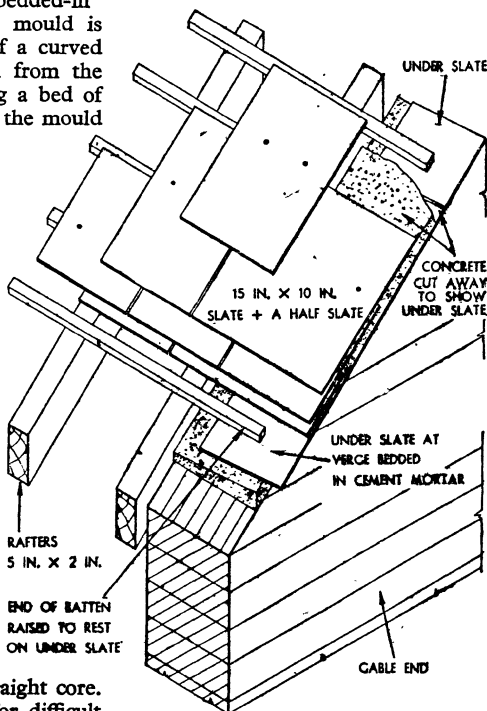 bedded-in
mould is
f a curved
from the
g a bed of
the mould
UNDER SLATE
CONCRETE
CUT AWAY
TO SHOW
UNDER SLATE
15 IN. X 10 IN.
SLATE + A HALF SLATE
UNDER SLATE AT
VERGE BEDDED
IN CEMENT MORTAR
RAFTERS
5 IN. X 2 IN.
END OF BATTEN
RAISED TO REST
ON UNDER SLATE
GABLE END
aight core.
or difficult